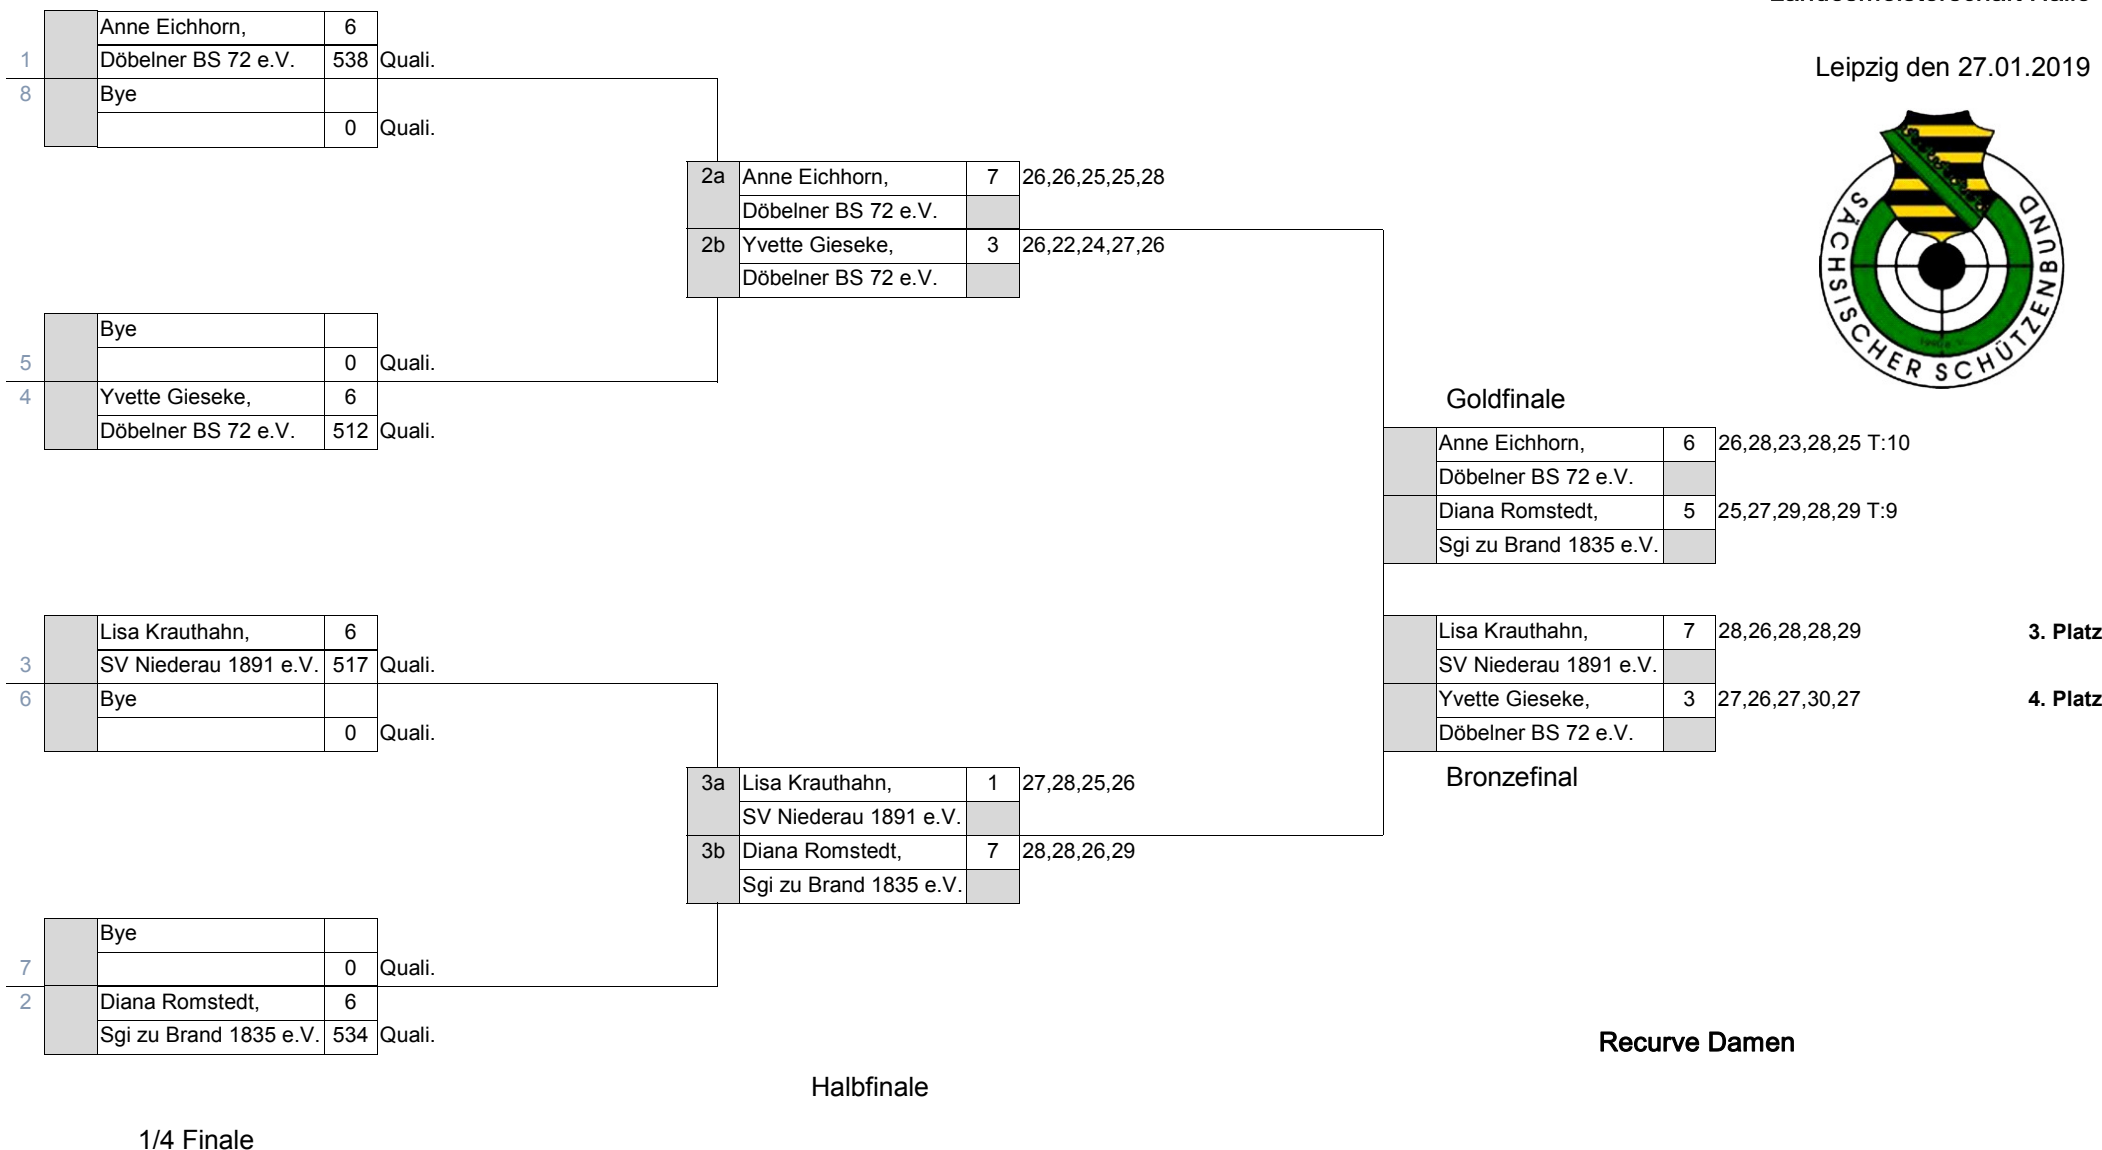 Leipzig den 27.01.2019
SÄCHSISCHER SCHÜTZENBUND
Anne Eichhorn, 6
1 Döbelner BS 72 e.V. 538 Quali.
8 Bye
0 Quali.
2a Anne Eichhorn, 7 26,26,25,25,28
Döbelner BS 72 e.V.
2b Yvette Gieseke, 3 26,22,24,27,26
Döbelner BS 72 e.V.
Bye
5 0 Quali.
4 Yvette Gieseke, 6
Döbelner BS 72 e.V. 512 Quali.
Goldfinale
Anne Eichhorn, 6 26,28,23,28,25 T:10
Döbelner BS 72 e.V.
Diana Romstedt, 5 25,27,29,28,29 T:9
Sgi zu Brand 1835 e.V.
Lisa Krauthahn, 6
3 SV Niederau 1891 e.V. 517 Quali.
6 Bye
0 Quali.
Lisa Krauthahn, 7 28,26,28,28,29 3. Platz
SV Niederau 1891 e.V.
Yvette Gieseke, 3 27,26,27,30,27 4. Platz
Döbelner BS 72 e.V.
Bronzefinal
3a Lisa Krauthahn, 1 27,28,25,26
SV Niederau 1891 e.V.
3b Diana Romstedt, 7 28,28,26,29
Sgi zu Brand 1835 e.V.
Bye
7 0 Quali.
2 Diana Romstedt, 6
Sgi zu Brand 1835 e.V. 534 Quali.
Recurve Damen
Halbfinale
1/4 Finale